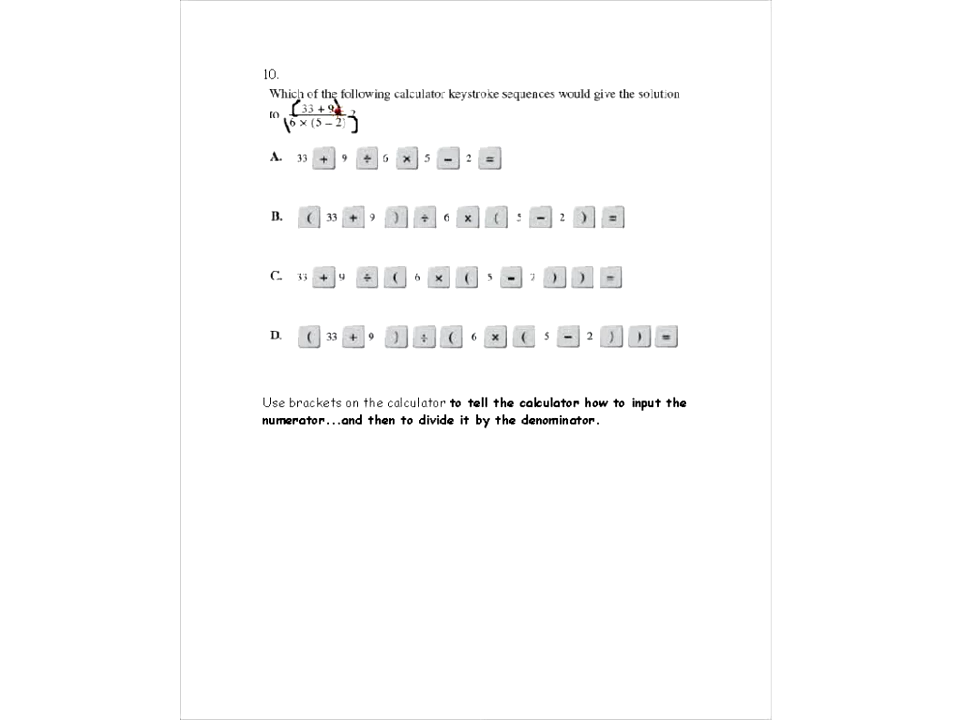 10.
Which of the following calculator keystroke sequences would give the solution
to (33 + 9) / (6 × (5 – 2)) ?
A. 33 + 9 ÷ 6 × 5 – 2 =
B. ( 33 + 9 ) ÷ 6 × ( 5 – 2 ) =
C. 33 + 9 ÷ ( 6 × ( 5 – 2 ) ) =
D. ( 33 + 9 ) ÷ ( 6 × ( 5 – 2 ) ) =
Use brackets on the calculator to tell the calculator how to input the
numerator...and then to divide it by the denominator.